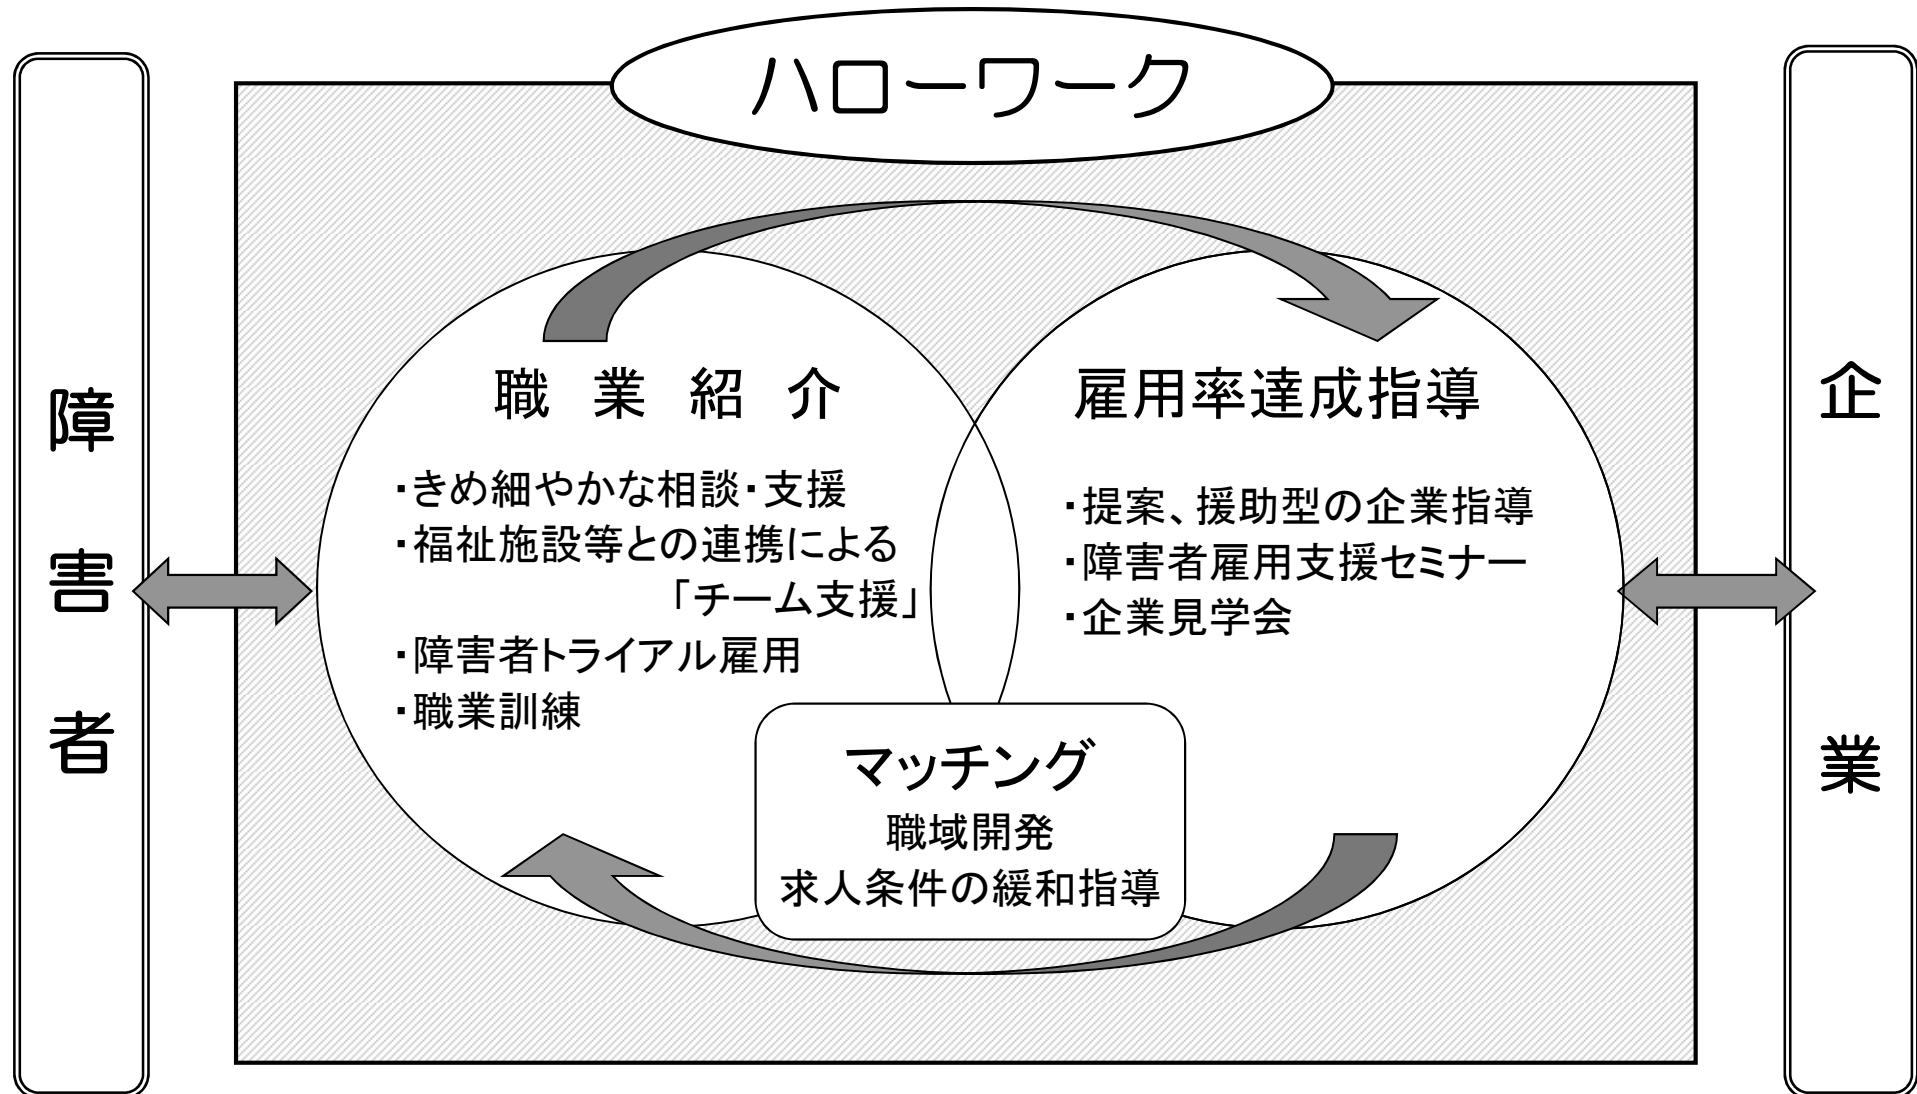 ハローワーク
障害者
職業紹介
・きめ細やかな相談・支援
・福祉施設等との連携による
「チーム支援」
・障害者トライアル雇用
・職業訓練
雇用率達成指導
・提案、援助型の企業指導
・障害者雇用支援セミナー
・企業見学会
マッチング
職域開発
求人条件の緩和指導
企業